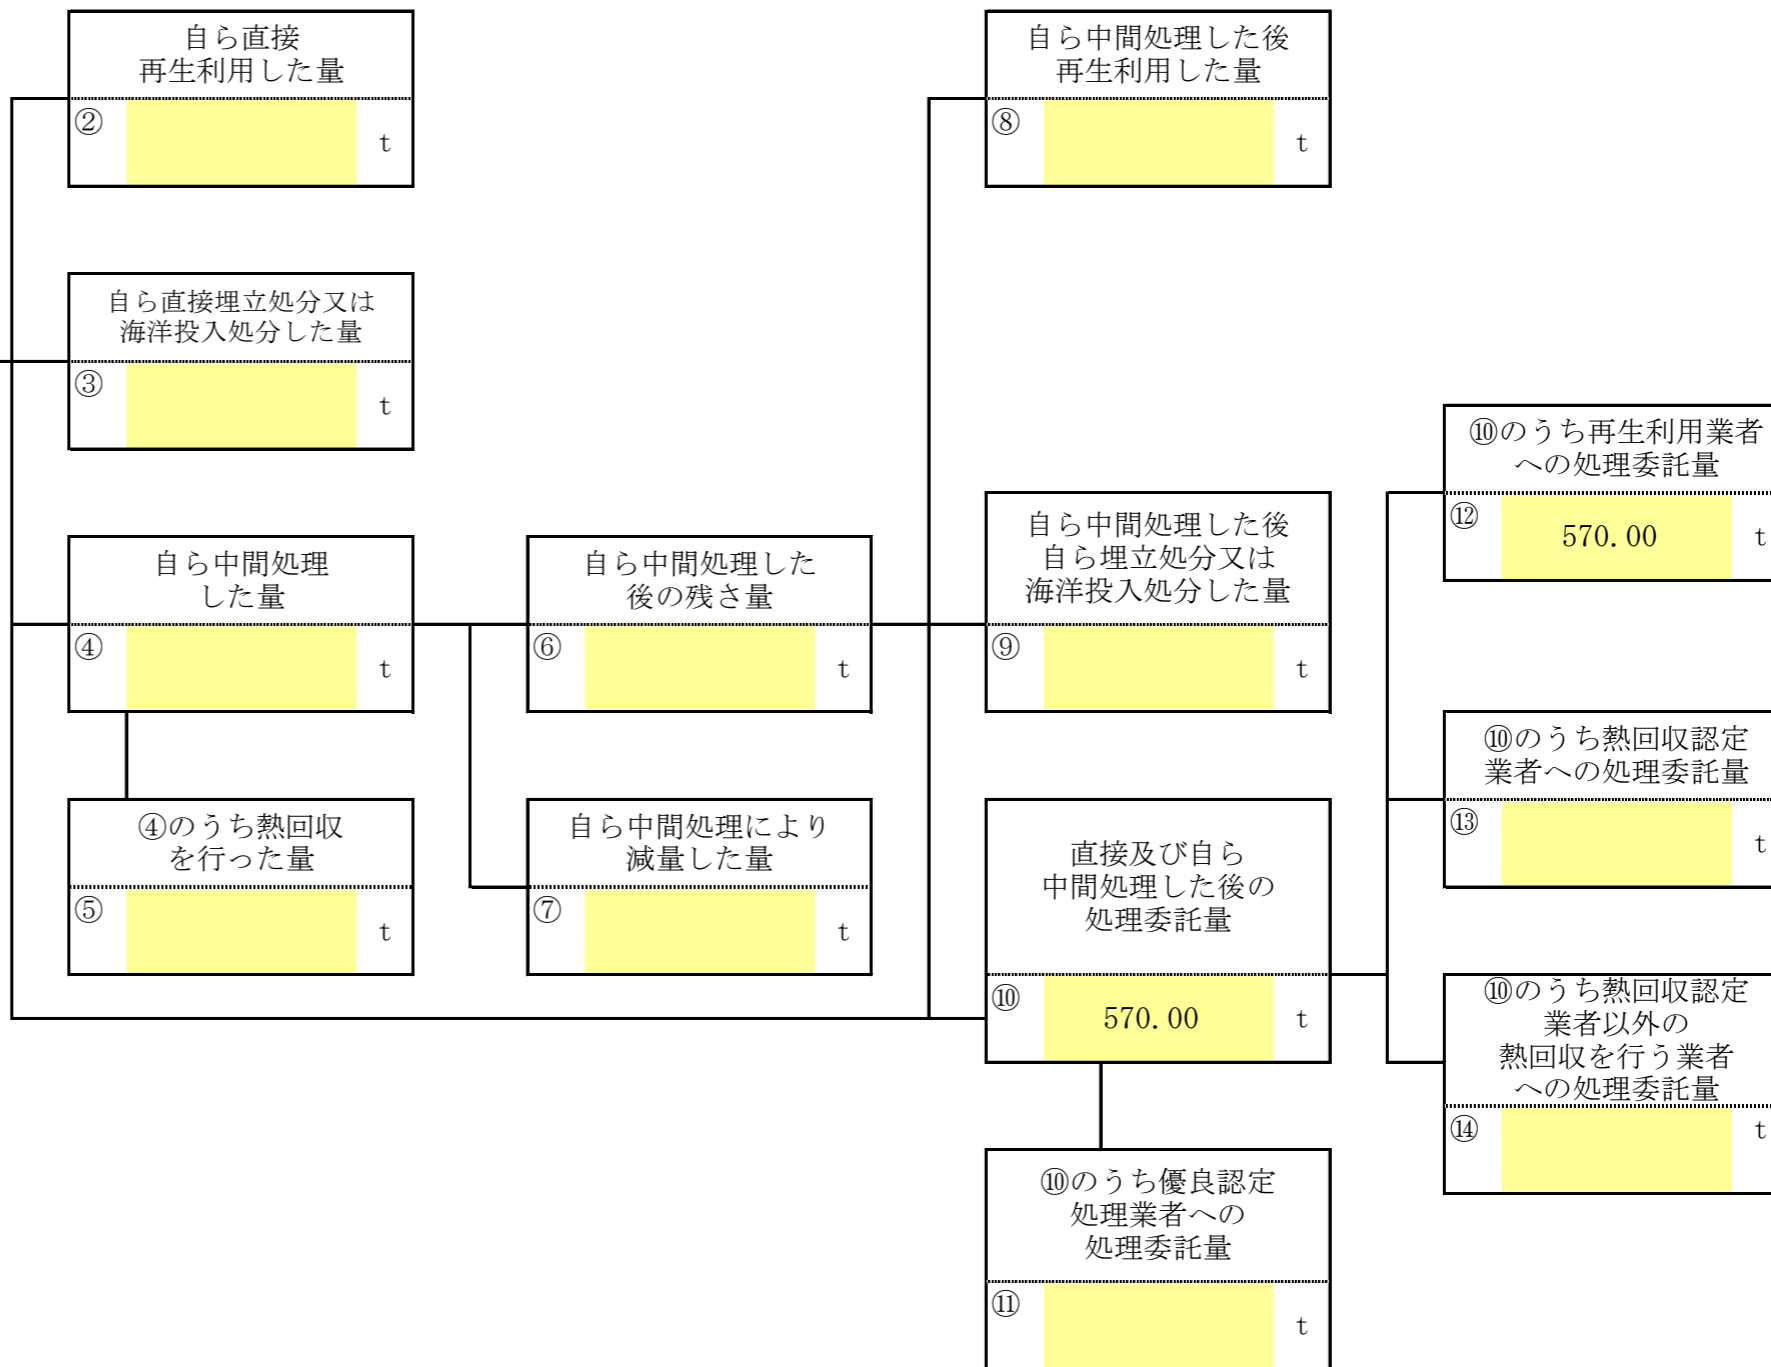 自ら直接
再生利用した量
②
t
自ら中間処理した後
再生利用した量
⑧
t
自ら直接埋立処分又は
海洋投入処分した量
③
t
⑩のうち再生利用業者
への処理委託量
⑫
570.00
t
自ら中間処理
した量
④
t
自ら中間処理した
後の残さ量
⑥
t
自ら中間処理した後
自ら埋立処分又は
海洋投入処分した量
⑨
t
⑩のうち熱回収認定
業者への処理委託量
⑬
t
④のうち熱回収
を行った量
⑤
t
自ら中間処理により
減量した量
⑦
t
直接及び自ら
中間処理した後の
処理委託量
⑩
570.00
t
⑩のうち熱回収認定
業者以外の
熱回収を行う業者
への処理委託量
⑭
t
⑩のうち優良認定
処理業者への
処理委託量
⑪
t